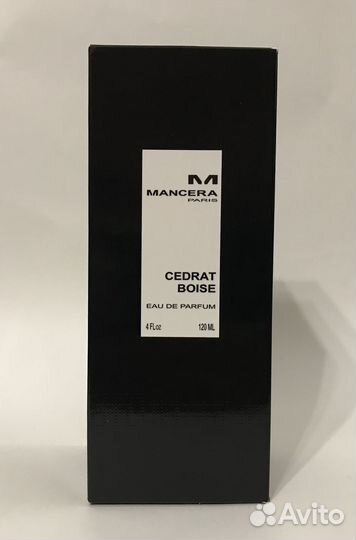 M
MANCERA
PARIS
CEDRAT
BOISE
EAU DE PARFUM
4 FLoz 120 ML
Avito